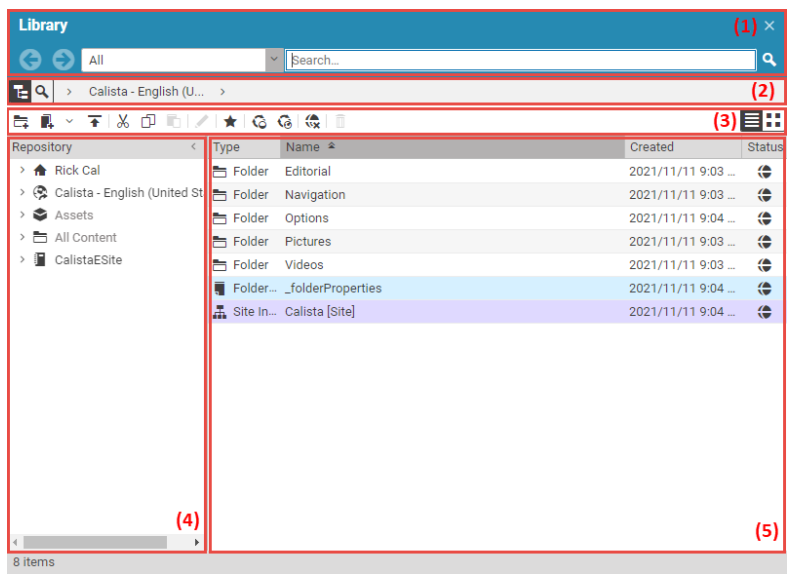 Library (1)
All Search...
Calista - English (U... (2)
(3)
Repository Type Name Created Status
Rick Cal Folder Editorial 2021/11/11 9:03 ...
Calista - English (United St Folder Navigation 2021/11/11 9:03 ...
Assets Folder Options 2021/11/11 9:04 ...
All Content Folder Pictures 2021/11/11 9:03 ...
CalistaESite Folder Videos 2021/11/11 9:03 ...
Folder... _folderProperties 2021/11/11 9:04 ...
Site In... Calista [Site] 2021/11/11 9:04 ...
(4) (5)
8 items